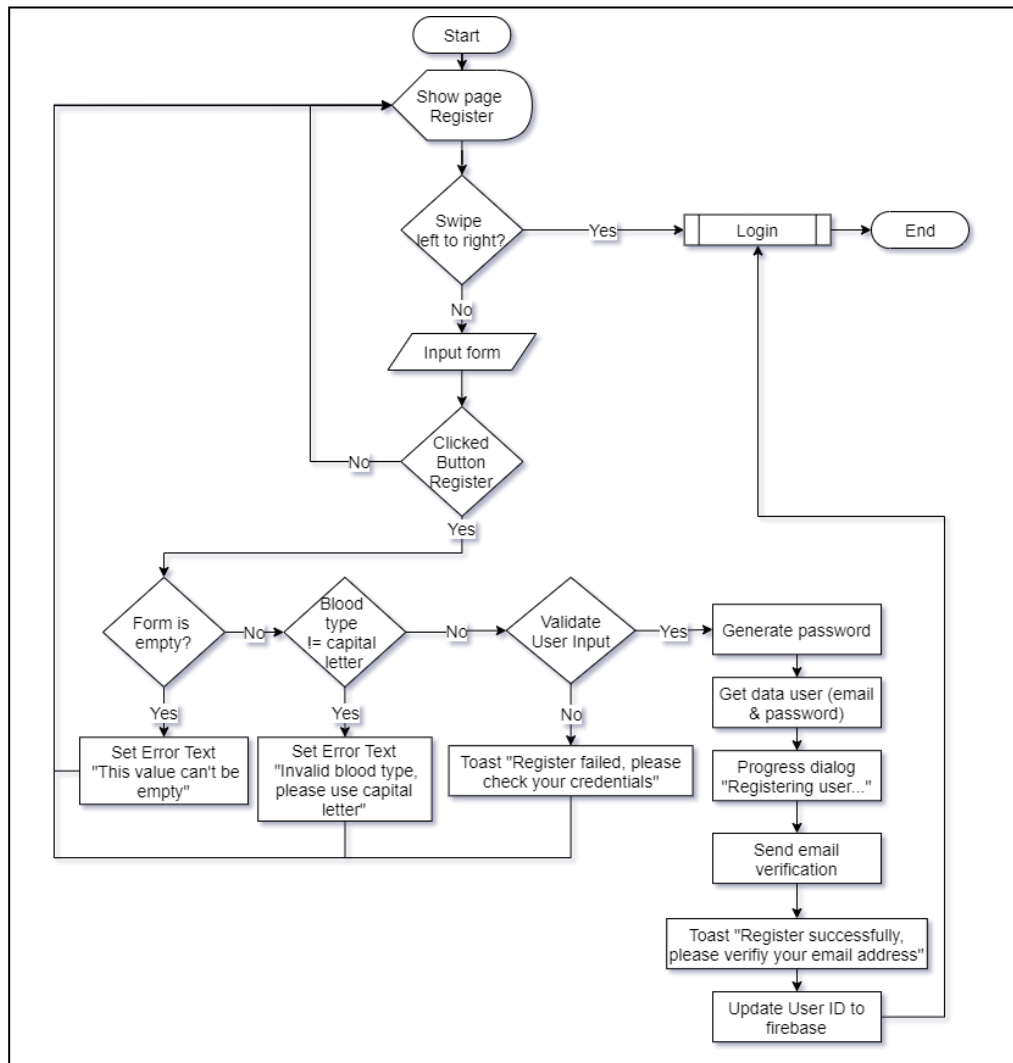 Start
Show page
Register
Swipe
left to right?
Yes
Login
End
No
Input form
Clicked
Button
Register
No
Yes
Form is
empty?
No
Blood
type
!= capital
letter
No
Validate
User Input
Yes
Generate password
Yes
Yes
No
Get data user (email
& password)
Set Error Text
"This value can't be
empty"
Set Error Text
"Invalid blood type,
please use capital
letter"
Toast "Register failed, please
check your credentials"
Progress dialog
"Registering user..."
Send email
verification
Toast "Register successfully,
please verifiy your email address"
Update User ID to
firebase